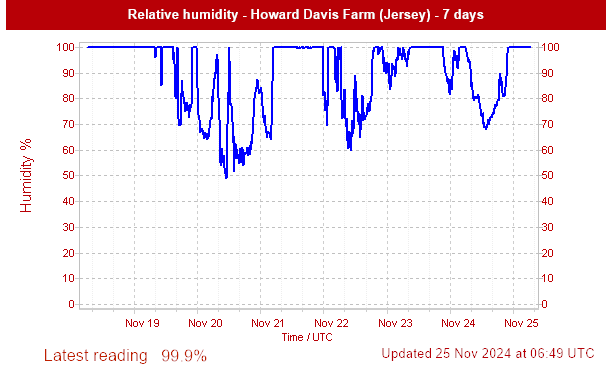 Relative humidity - Howard Davis Farm (Jersey) - 7 days
100 100
90 90
80 80
70 70
60 60
50 50
40 40
30 30
20 20
10 10
0 0
Humidity %
Nov 19 Nov 20 Nov 21 Nov 22 Nov 23 Nov 24 Nov 25
Time / UTC
Latest reading 99.9%
Updated 25 Nov 2024 at 06:49 UTC